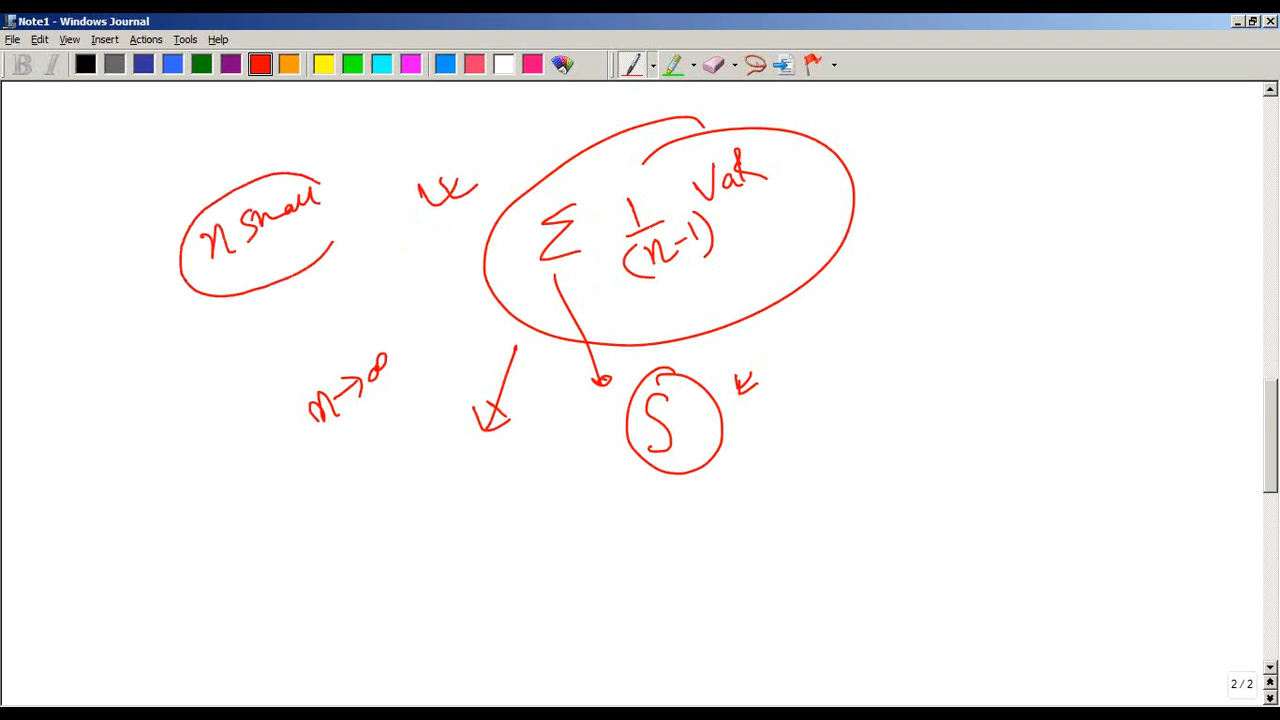 Note1 - Windows Journal
File Edit View Insert Actions Tools Help
B I
n small
Σ 1/(n-1) Var
n→∞
S
2 / 2